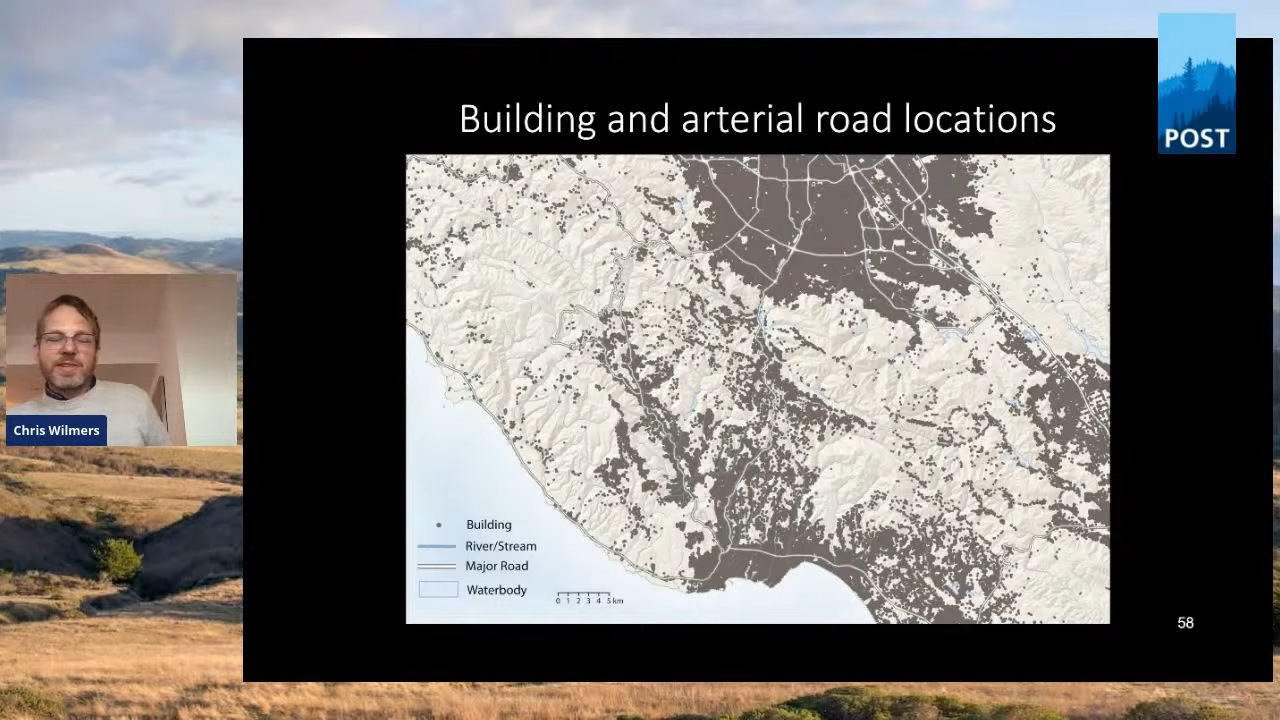 POST
Building and arterial road locations
Chris Wilmers
Building
River/Stream
Major Road
Waterbody
0 1 2 3 4 5 km
58